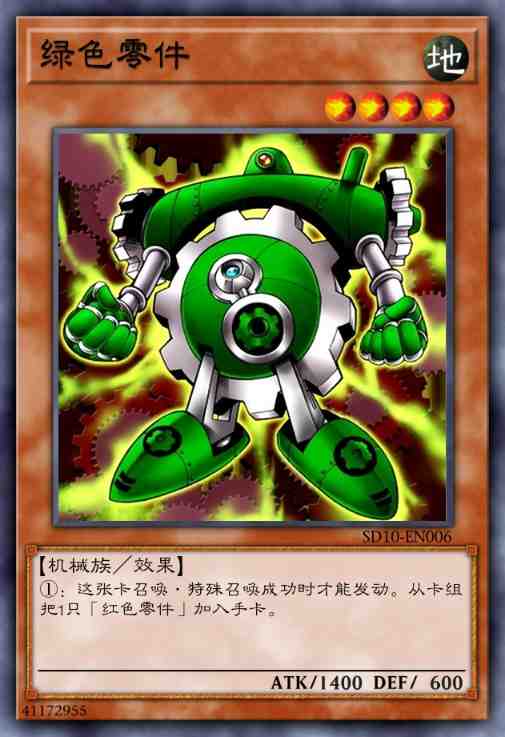 绿色零件
地
SD10-EN006
【机械族／效果】
①：这张卡召唤·特殊召唤成功时才能发动。从卡组
把1只「红色零件」加入手卡。
ATK/1400 DEF/ 600
41172955